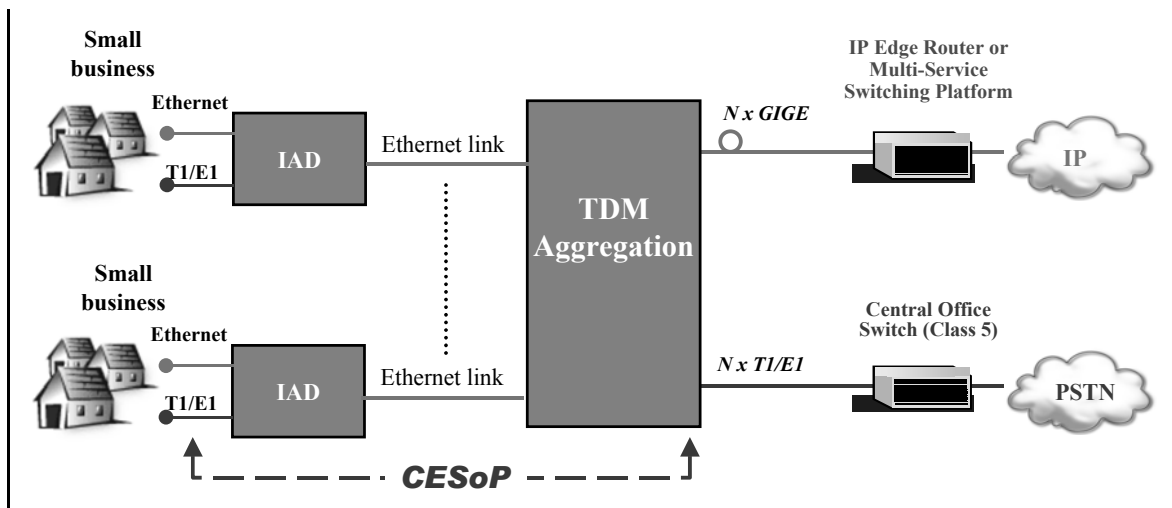 Small
business
Ethernet
T1/E1
IAD
Ethernet link
TDM
Aggregation
N x GIGE
IP Edge Router or
Multi-Service
Switching Platform
IP
Small
business
Ethernet
T1/E1
IAD
Ethernet link
N x T1/E1
Central Office
Switch (Class 5)
PSTN
CESoP